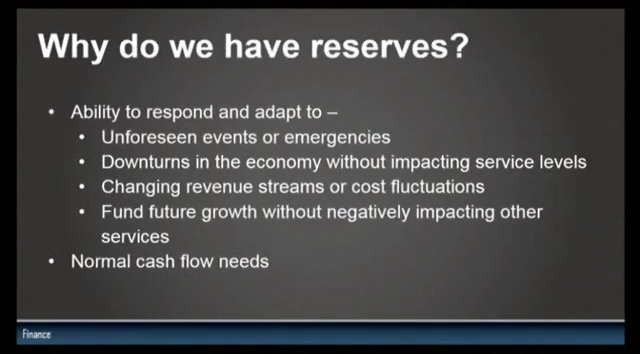 Why do we have reserves?
• Ability to respond and adapt to –
• Unforeseen events or emergencies
• Downturns in the economy without impacting service levels
• Changing revenue streams or cost fluctuations
• Fund future growth without negatively impacting other
services
• Normal cash flow needs
Finance